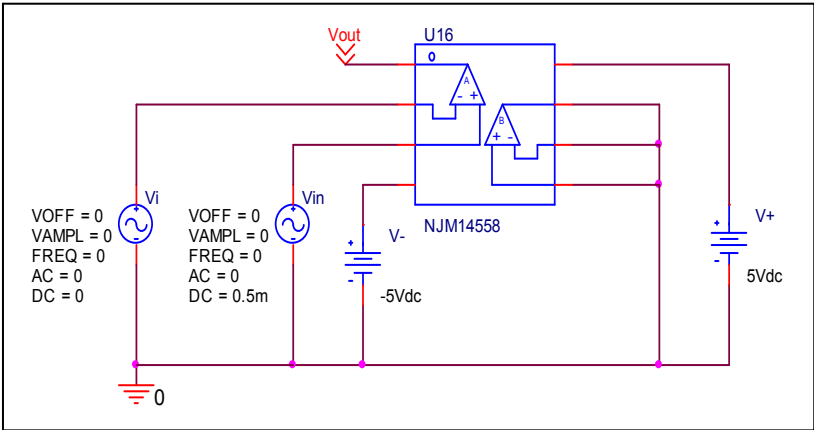 Vout
U16
A
- +
B
+ -
Vi
VOFF = 0
VAMPL = 0
FREQ = 0
AC = 0
DC = 0
Vin
VOFF = 0
VAMPL = 0
FREQ = 0
AC = 0
DC = 0.5m
NJM14558
V-
+
-
-5Vdc
V+
+
-
5Vdc
0